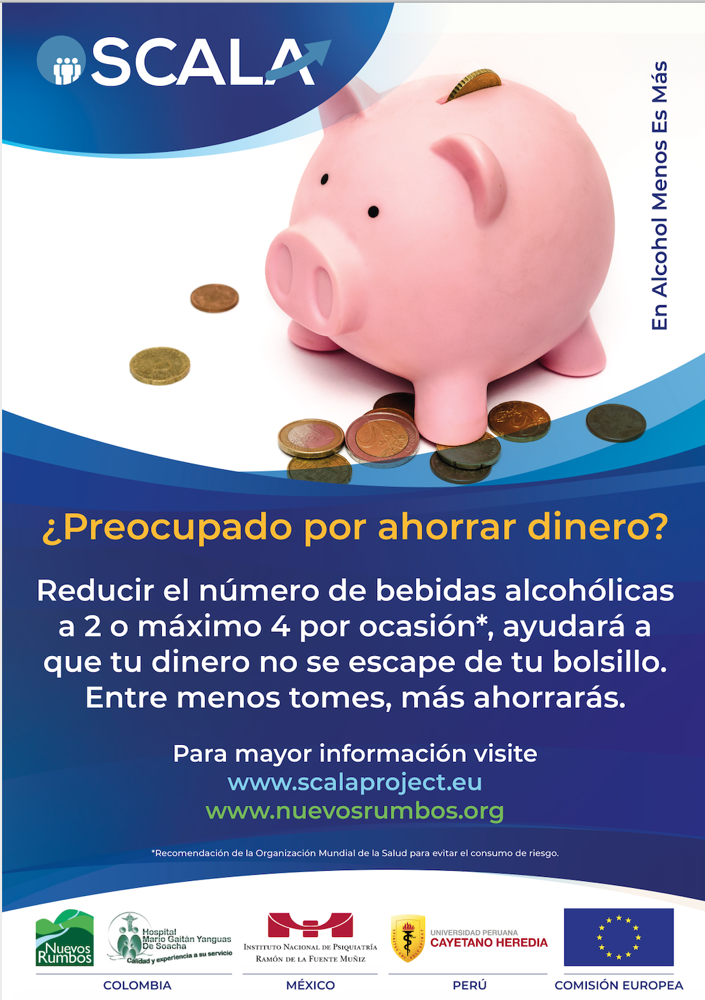 SCALA
En Alcohol Menos Es Más
¿Preocupado por ahorrar dinero?
Reducir el número de bebidas alcohólicas
a 2 o máximo 4 por ocasión*, ayudará a
que tu dinero no se escape de tu bolsillo.
Entre menos tomes, más ahorrarás.
Para mayor información visite
www.scalaproject.eu
www.nuevosrumbos.org
*Recomendación de la Organización Mundial de la Salud para evitar el consumo de riesgo.
Nuevos
Rumbos
Hospital
Mario Gaitán Yanguas
De Soacha
Calidad y experiencia a su servicio
INSTITUTO NACIONAL DE PSIQUIATRÍA
RAMÓN DE LA FUENTE MUÑIZ
UNIVERSIDAD PERUANA
CAYETANO HEREDIA
COLOMBIA
MÉXICO
PERÚ
COMISIÓN EUROPEA